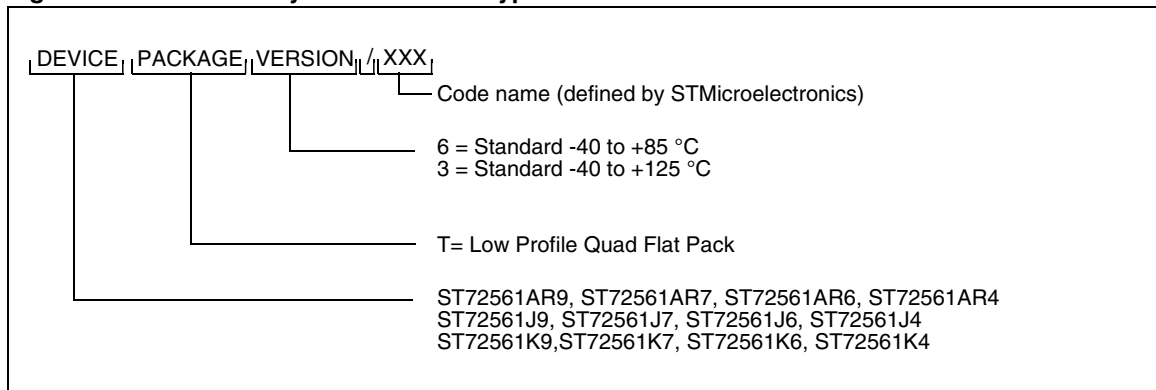 DEVICE PACKAGE VERSION / XXX
Code name (defined by STMicroelectronics)
6 = Standard -40 to +85 °C
3 = Standard -40 to +125 °C
T= Low Profile Quad Flat Pack
ST72561AR9, ST72561AR7, ST72561AR6, ST72561AR4
ST72561J9, ST72561J7, ST72561J6, ST72561J4
ST72561K9,ST72561K7, ST72561K6, ST72561K4